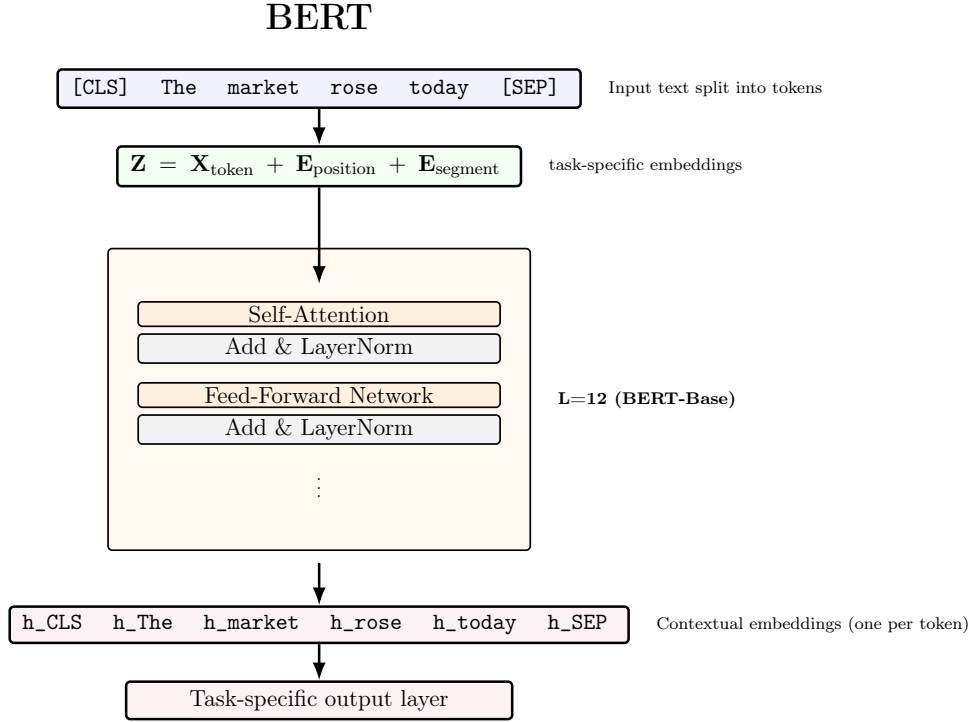 BERT
[CLS] The market rose today [SEP]
Input text split into tokens
Z = X_token + E_position + E_segment
task-specific embeddings
Self-Attention
Add & LayerNorm
Feed-Forward Network
L=12 (BERT-Base)
Add & LayerNorm
⋮
h_CLS h_The h_market h_rose h_today h_SEP
Contextual embeddings (one per token)
Task-specific output layer